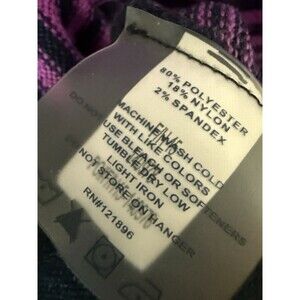 80% POLYESTER
18% NYLON
2% SPANDEX
MACHINE WASH COLD
WITH LIKE COLORS
USE BLEACH OR SOFTENERS
TUMBLE DRY LOW
LIGHT IRON
NOT STORE ON HANGER
RN#121896